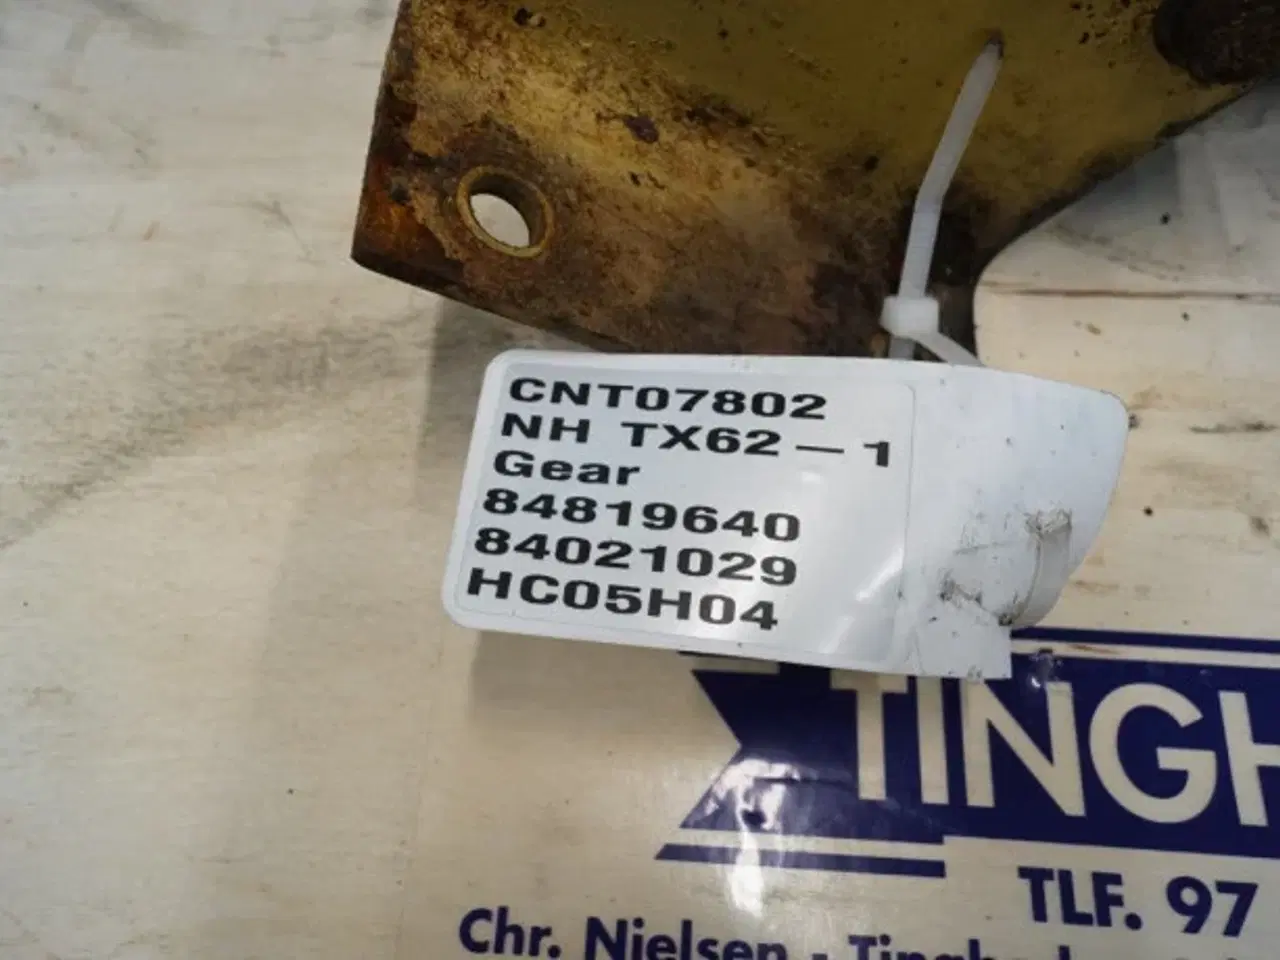 CNT07802
NH TX62-1
Gear
84819640
84021029
HC05H04
TINGH
TLF. 97
Chr. Nielsen